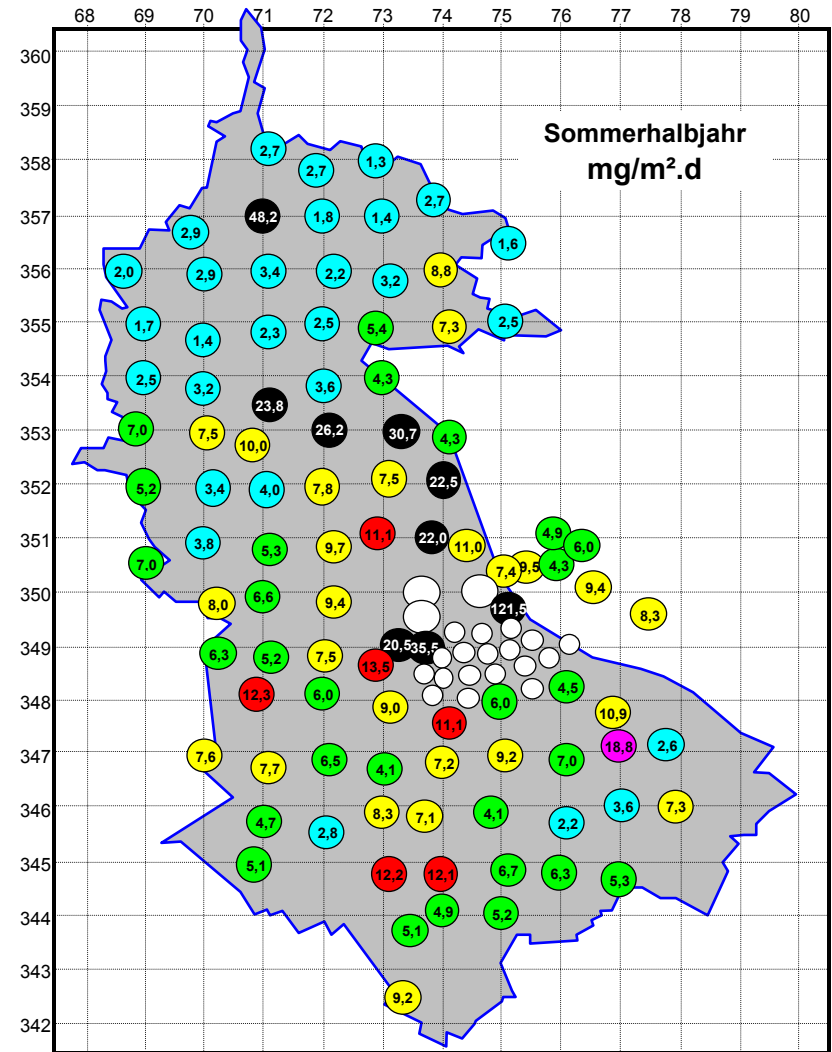 68 69 70 71 72 73 74 75 76 77 78 79 80
360
359
Sommerhalbjahr
mg/m².d
358 2,7 2,7 1,3
2,7
357 48,2 1,8 1,4
2,9 1,6
356 2,0 2,9 3,4 2,2 3,2 8,8
355 1,7 1,4 2,3 2,5 5,4 7,3 2,5
354 2,5 3,2 3,6 4,3
23,8
353 7,0 7,5 10,0 26,2 30,7 4,3
352 5,2 3,4 4,0 7,8 7,5 22,5
351 3,8 5,3 9,7 11,1 22,0 11,0 4,9 6,0
7,0 7,4 9,5 4,3
350 8,0 6,6 9,4 121,5 9,4 8,3
349 6,3 5,2 7,5 13,5 20,5 35,5
348 12,3 6,0 9,0 11,1 6,0 4,5 10,9
347 7,6 7,7 6,5 4,1 7,2 9,2 7,0 18,8 2,6
346 4,7 2,8 8,3 7,1 4,1 2,2 3,6 7,3
345 5,1 12,2 12,1 6,7 6,3 5,3
344 5,1 4,9 5,2
343
9,2
342